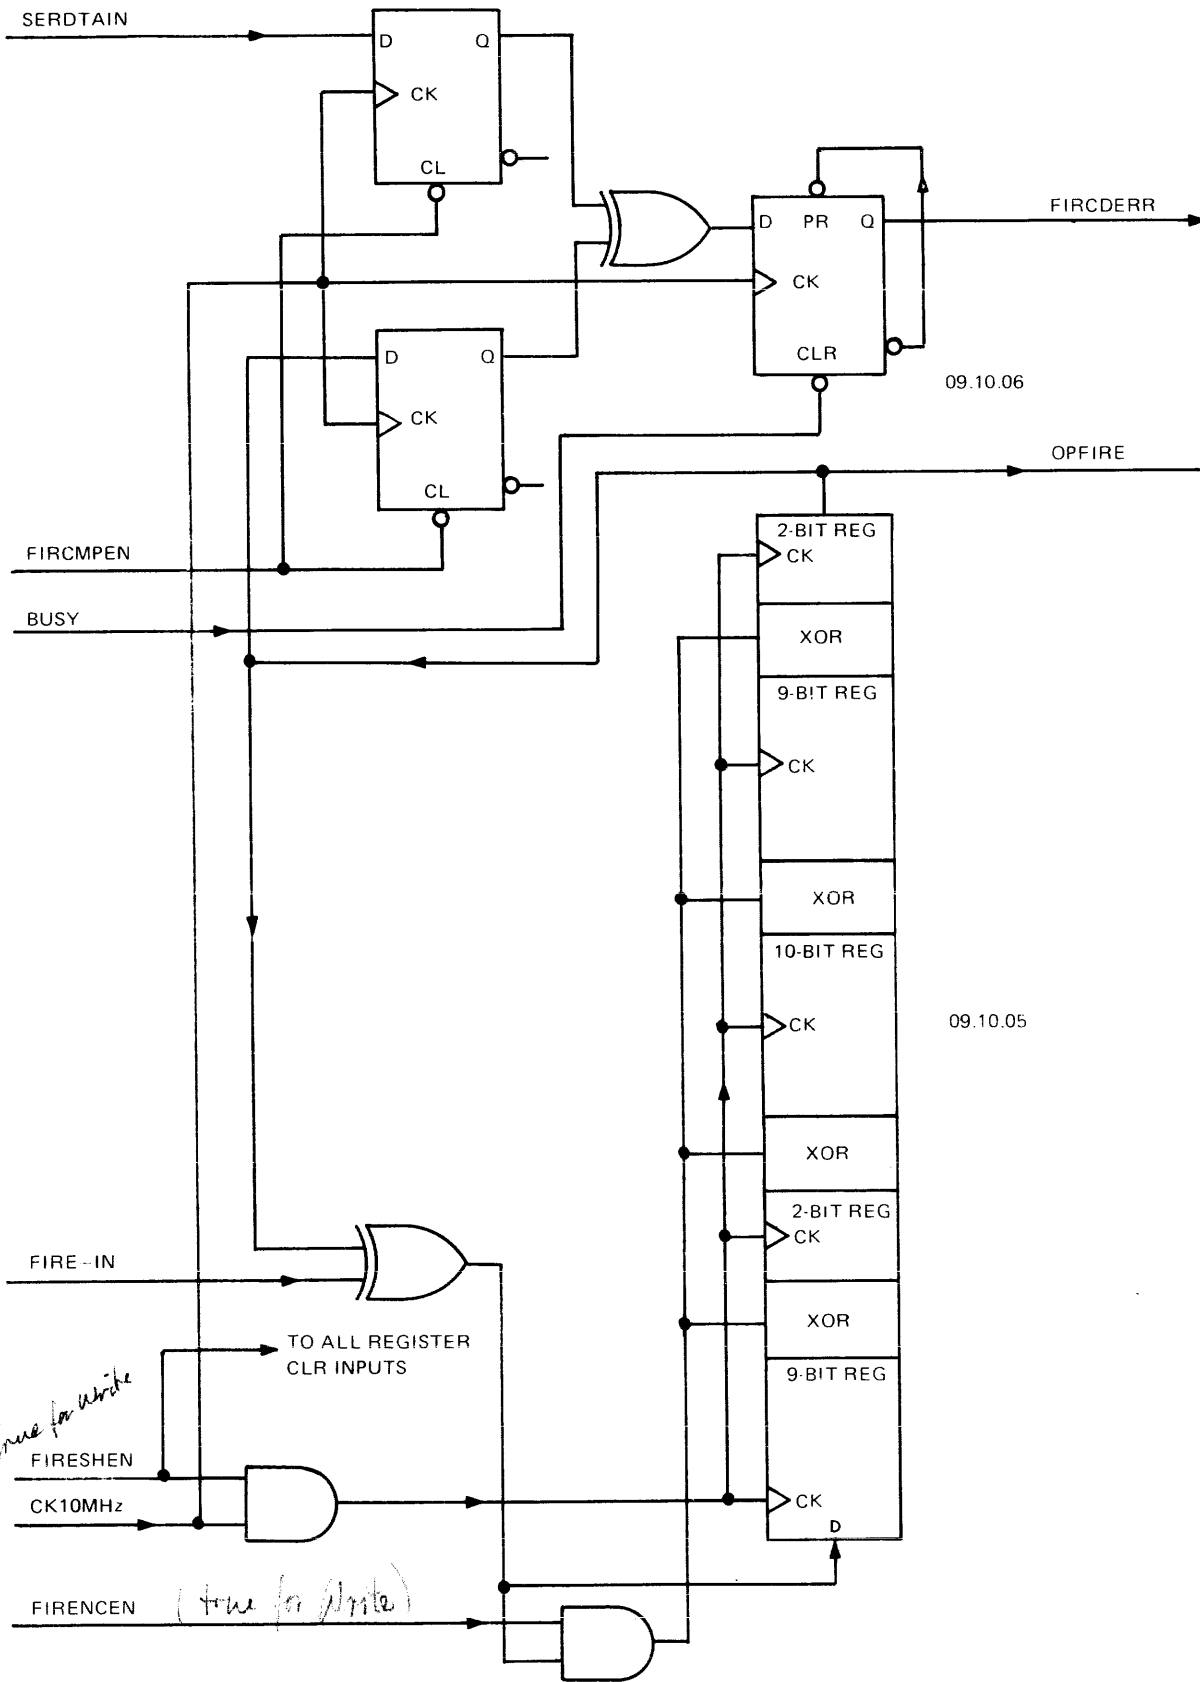 SERDTAIN
D Q
CK
CL
FIRCDERR
D PR Q
CK
CLR
D Q
CK
CL
09.10.06
OPFIRE
2-BIT REG
CK
FIRCMPEN
BUSY
XOR
9-BIT REG
CK
XOR
10-BIT REG
CK
09.10.05
XOR
2-BIT REG
CK
FIRE-IN
XOR
TO ALL REGISTER
CLR INPUTS
9-BIT REG
true for write
FIRESHEN
CK10MHz
CK
D
FIRENCEN (true for Write)